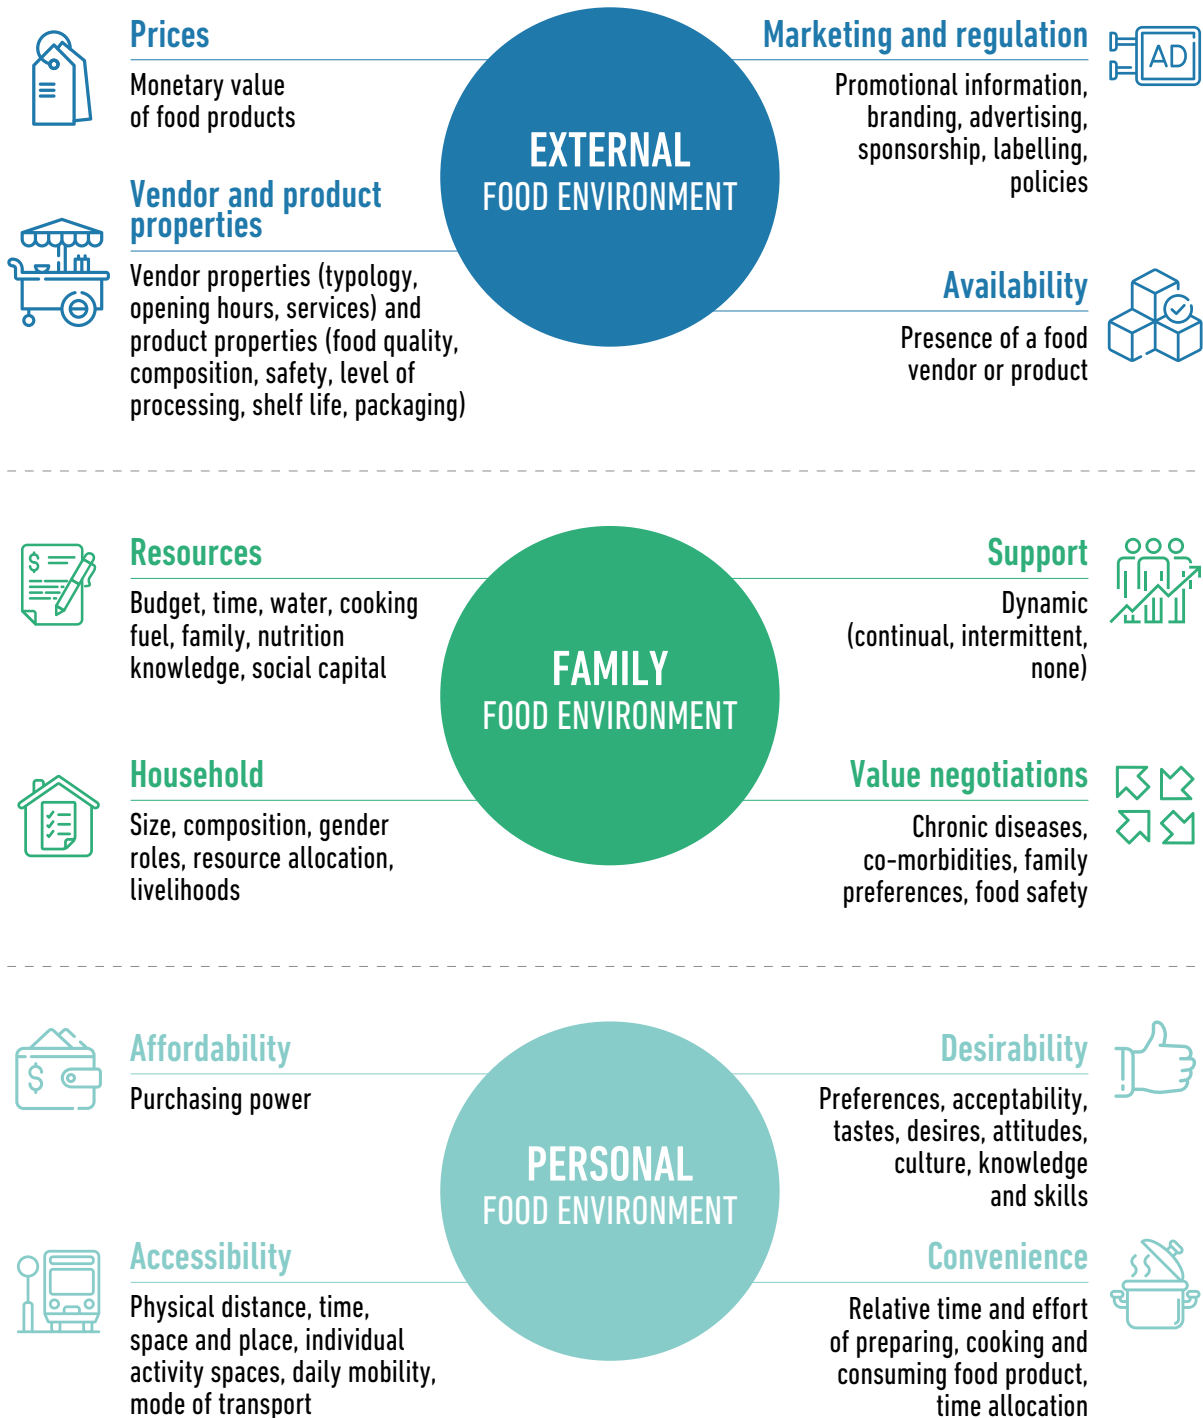 Prices
Monetary value
of food products
Vendor and product
properties
Vendor properties (typology,
opening hours, services) and
product properties (food quality,
composition, safety, level of
processing, shelf life, packaging)
EXTERNAL
FOOD ENVIRONMENT
Marketing and regulation
AD
Promotional information,
branding, advertising,
sponsorship, labelling,
policies
Availability
Presence of a food
vendor or product
Resources
$
Budget, time, water, cooking
fuel, family, nutrition
knowledge, social capital
Household
Size, composition, gender
roles, resource allocation,
livelihoods
FAMILY
FOOD ENVIRONMENT
Support
Dynamic
(continual, intermittent,
none)
Value negotiations
Chronic diseases,
co-morbidities, family
preferences, food safety
Affordability
$
Purchasing power
Accessibility
Physical distance, time,
space and place, individual
activity spaces, daily mobility,
mode of transport
PERSONAL
FOOD ENVIRONMENT
Desirability
Preferences, acceptability,
tastes, desires, attitudes,
culture, knowledge
and skills
Convenience
Relative time and effort
of preparing, cooking and
consuming food product,
time allocation